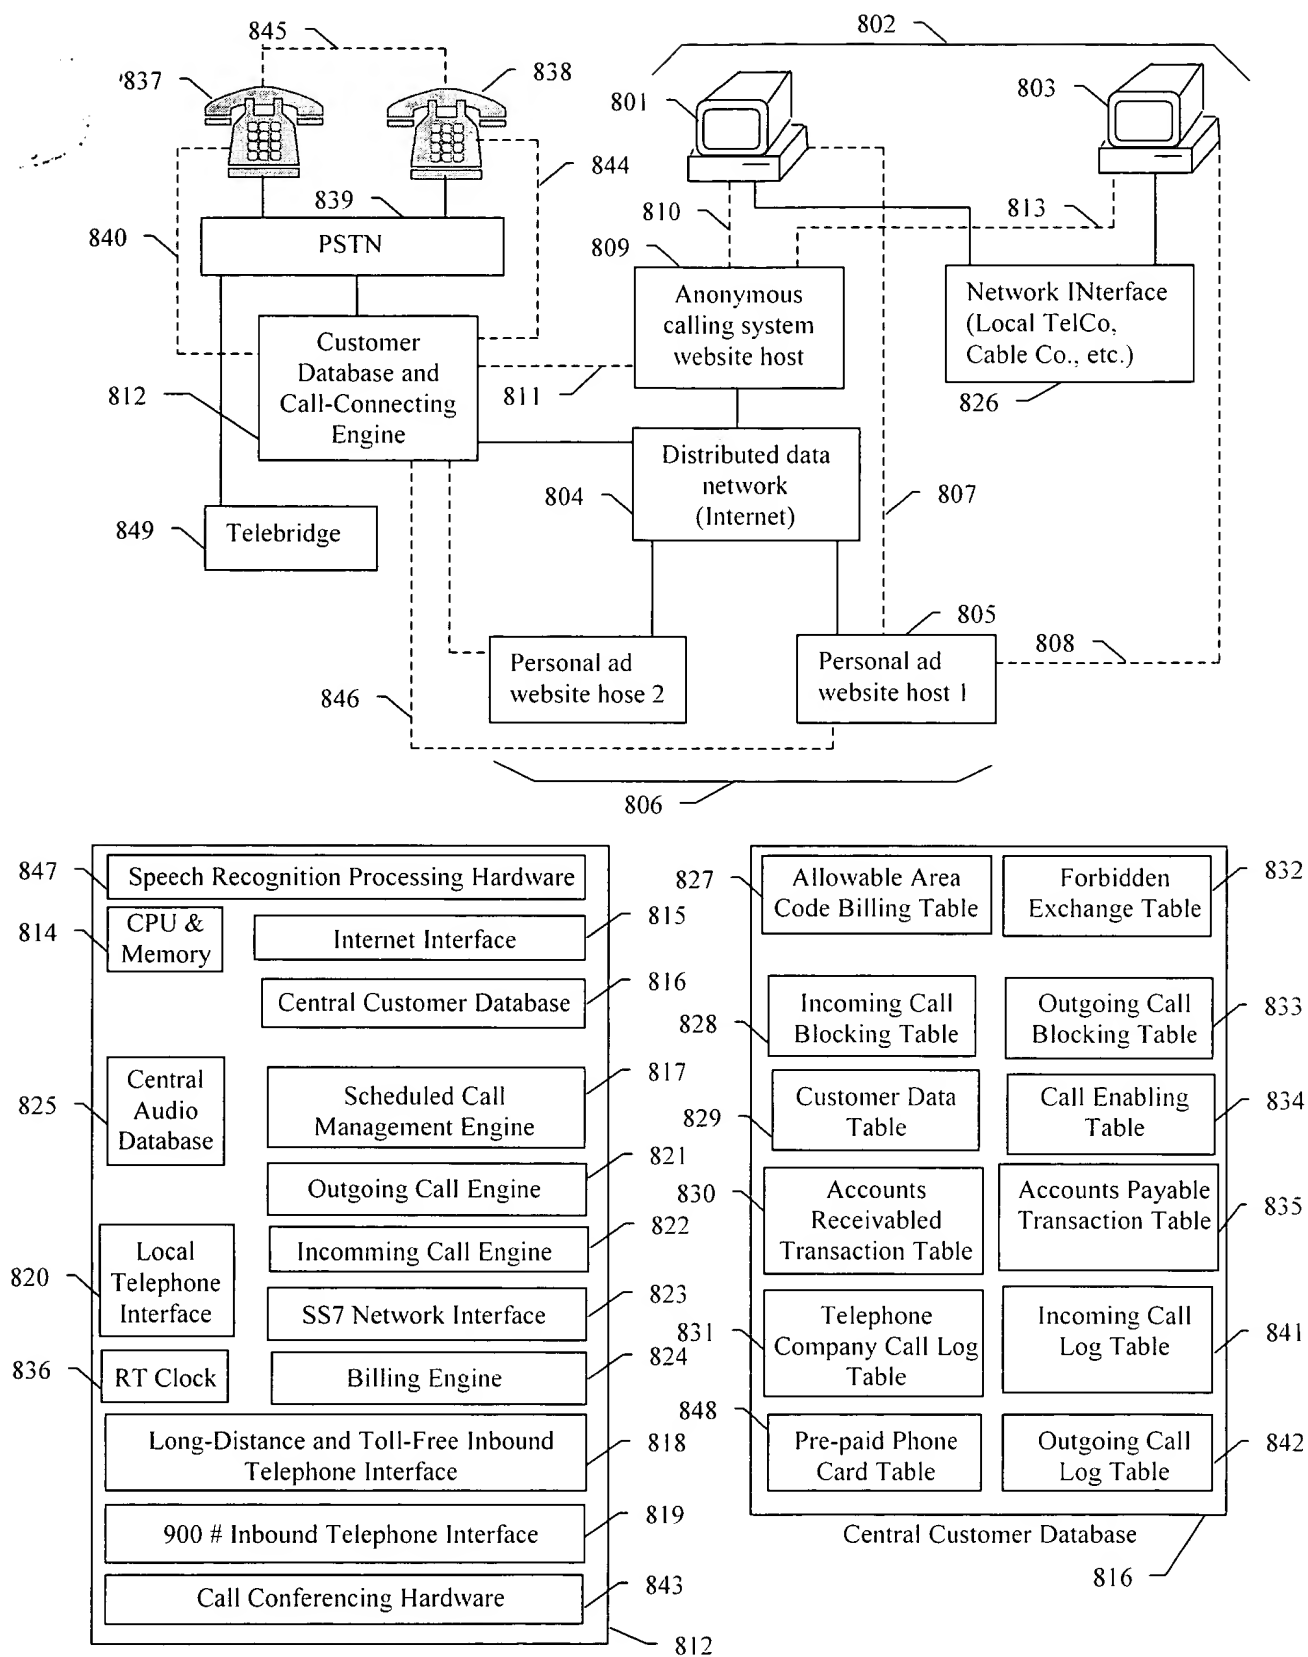 845
802
837
838
801
803
844
839
810
813
840
809
PSTN
Anonymous
calling system
website host
Network INterface
(Local TelCo,
Cable Co., etc.)
Customer
Database and
Call-Connecting
Engine
812
811
826
Distributed data
network
(Internet)
804
807
849
Telebridge
805
808
Personal ad
website hose 2
Personal ad
website host 1
846
806
847
Speech Recognition Processing Hardware
814
CPU &
Memory
815
Internet Interface
816
Central Customer Database
817
825
Central
Audio
Database
Scheduled Call
Management Engine
821
Outgoing Call Engine
822
820
Local
Telephone
Interface
Incomming Call Engine
823
SS7 Network Interface
824
836
RT Clock
Billing Engine
Long-Distance and Toll-Free Inbound
Telephone Interface
818
900 # Inbound Telephone Interface
819
Call Conferencing Hardware
843
812
827
Allowable Area
Code Billing Table
Forbidden
Exchange Table
832
828
Incoming Call
Blocking Table
Outgoing Call
Blocking Table
833
829
Customer Data
Table
Call Enabling
Table
834
830
Accounts
Receivabled
Transaction Table
Accounts Payable
Transaction Table
835
831
Telephone
Company Call Log
Table
Incoming Call
Log Table
841
848
Pre-paid Phone
Card Table
Outgoing Call
Log Table
842
Central Customer Database
816